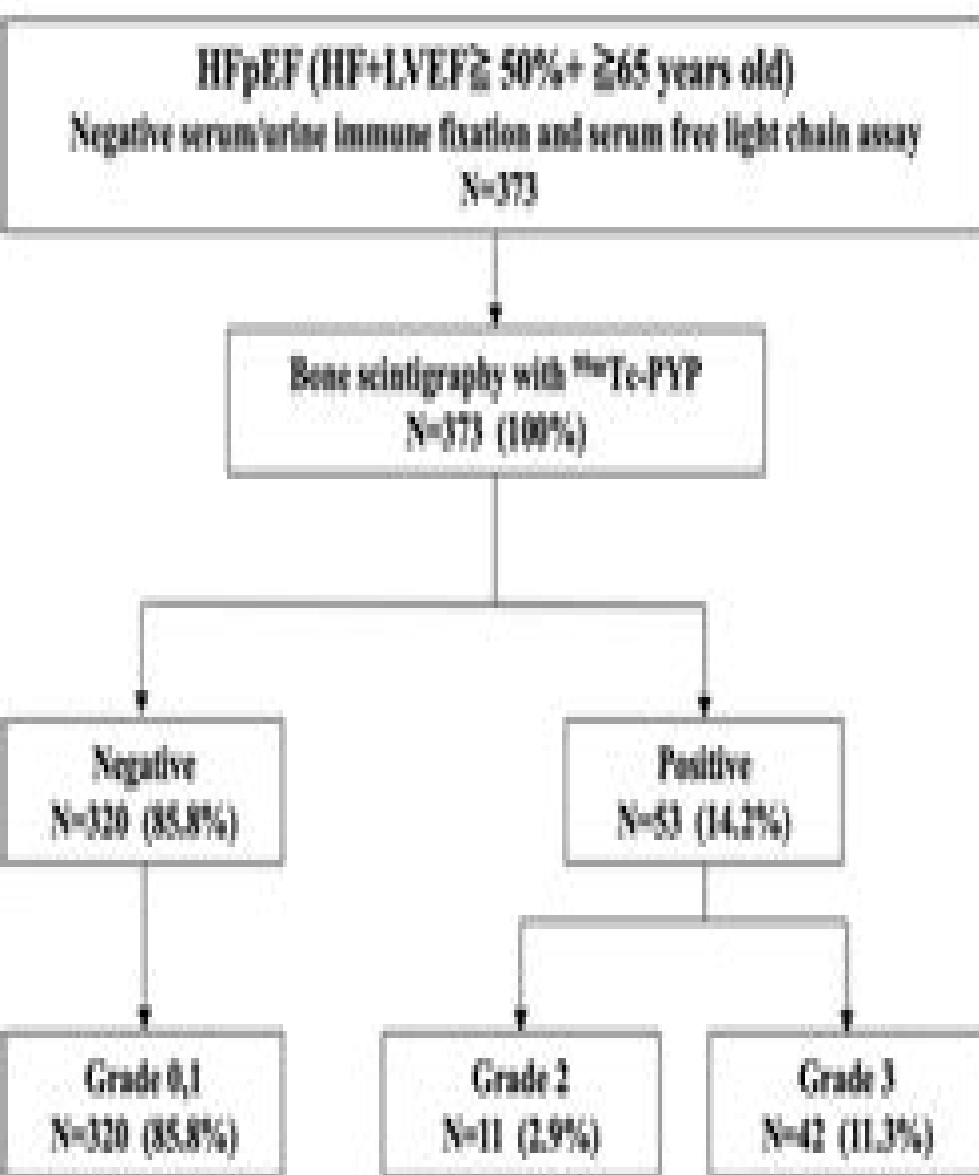 HFpEF (HF+LVEF≧ 50%+ ≧65 years old)
Negative serum/urine immune fixation and serum free light chain assay
N=373
Bone scintigraphy with ⁹⁹ᵐTc-PYP
N=373 (100%)
Negative
N=320 (85.8%)
Positive
N=53 (14.2%)
Grade 0,1
N=320 (85.8%)
Grade 2
N=11 (2.9%)
Grade 3
N=42 (11.3%)